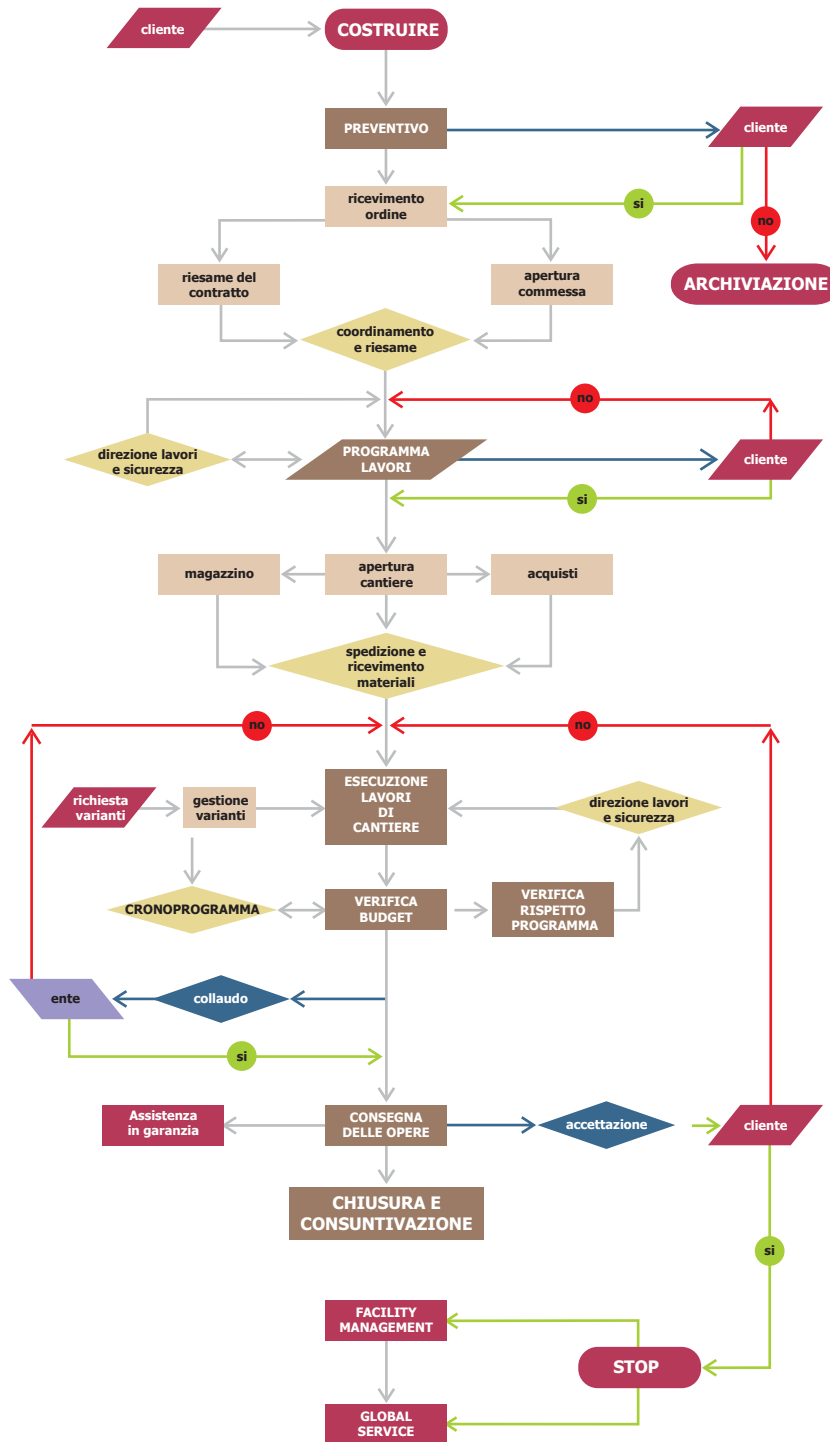 cliente
COSTRUIRE
PREVENTIVO
cliente
ricevimento
ordine
si
no
riesame del
contratto
apertura
commessa
ARCHIVIAZIONE
coordinamento
e riesame
no
direzione lavori
e sicurezza
PROGRAMMA
LAVORI
cliente
si
magazzino
apertura
cantiere
acquisti
spedizione e
ricevimento
materiali
no
no
richiesta
varianti
gestione
varianti
ESECUZIONE
LAVORI
DI
CANTIERE
direzione lavori
e sicurezza
CRONOPROGRAMMA
VERIFICA
BUDGET
VERIFICA
RISPETTO
PROGRAMMA
ente
collaudo
si
Assistenza
in garanzia
CONSEGNA
DELLE OPERE
accettazione
cliente
CHIUSURA E
CONSUNTIVAZIONE
si
FACILITY
MANAGEMENT
STOP
GLOBAL
SERVICE